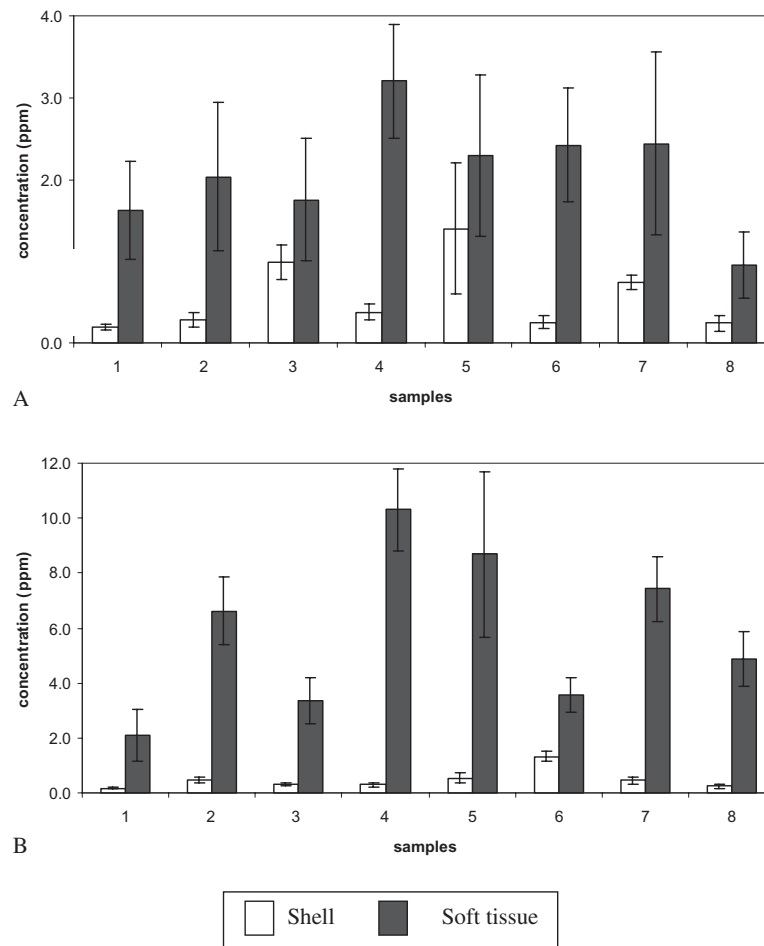 4.0
3.0
2.0
0.0
concentration (ppm)
1 2 3 4 5 6 7 8
samples
A
12.0
10.0
8.0
6.0
4.0
2.0
0.0
concentration (ppm)
1 2 3 4 5 6 7 8
samples
B
Shell Soft tissue